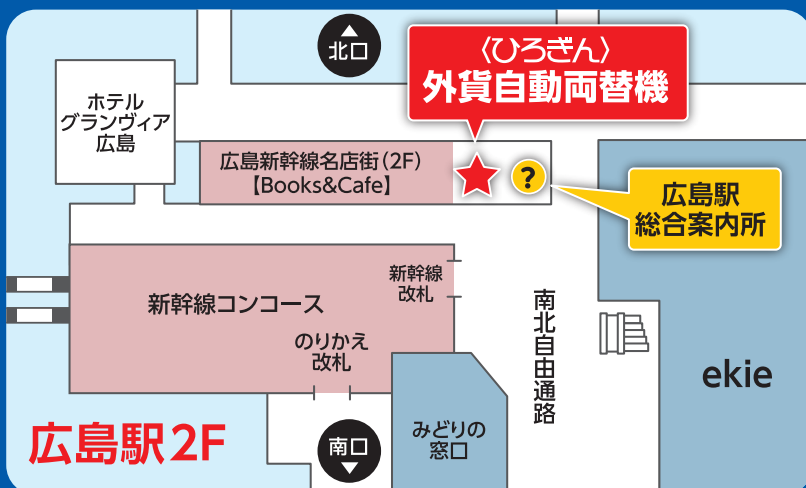 北口
〈ひろぎん〉
外貨自動両替機
ホテル
グランヴィア
広島
広島新幹線名店街(2F)
【Books&Cafe】
?
広島駅
総合案内所
新幹線
改札
新幹線コンコース
のりかえ
改札
南北自由通路
ekie
みどりの
窓口
南口
広島駅2F